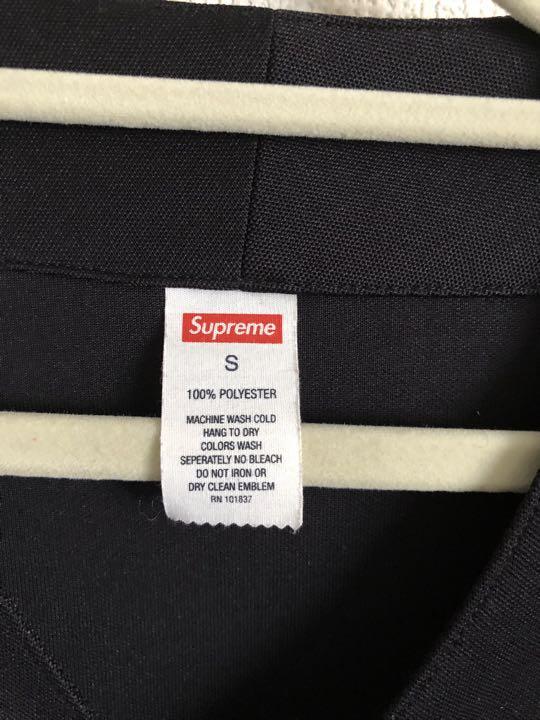 Supreme
S
100% POLYESTER
MACHINE WASH COLD
HANG TO DRY
COLORS WASH
SEPERATELY NO BLEACH
DO NOT IRON OR
DRY CLEAN EMBLEM
RN 101837